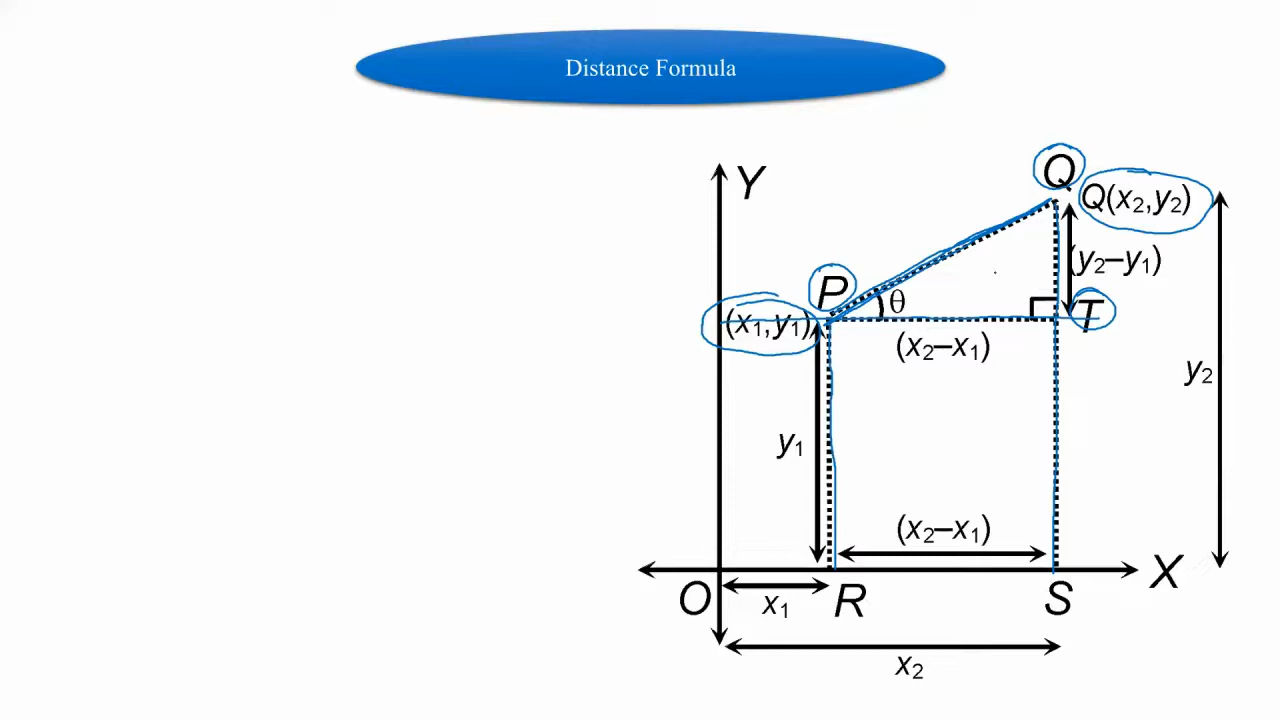 Distance Formula
Y
Q
Q(x₂,y₂)
P
θ
(y₂–y₁)
(x₁,y₁)
T
(x₂–x₁)
y₂
y₁
(x₂–x₁)
X
O
x₁
R
S
x₂